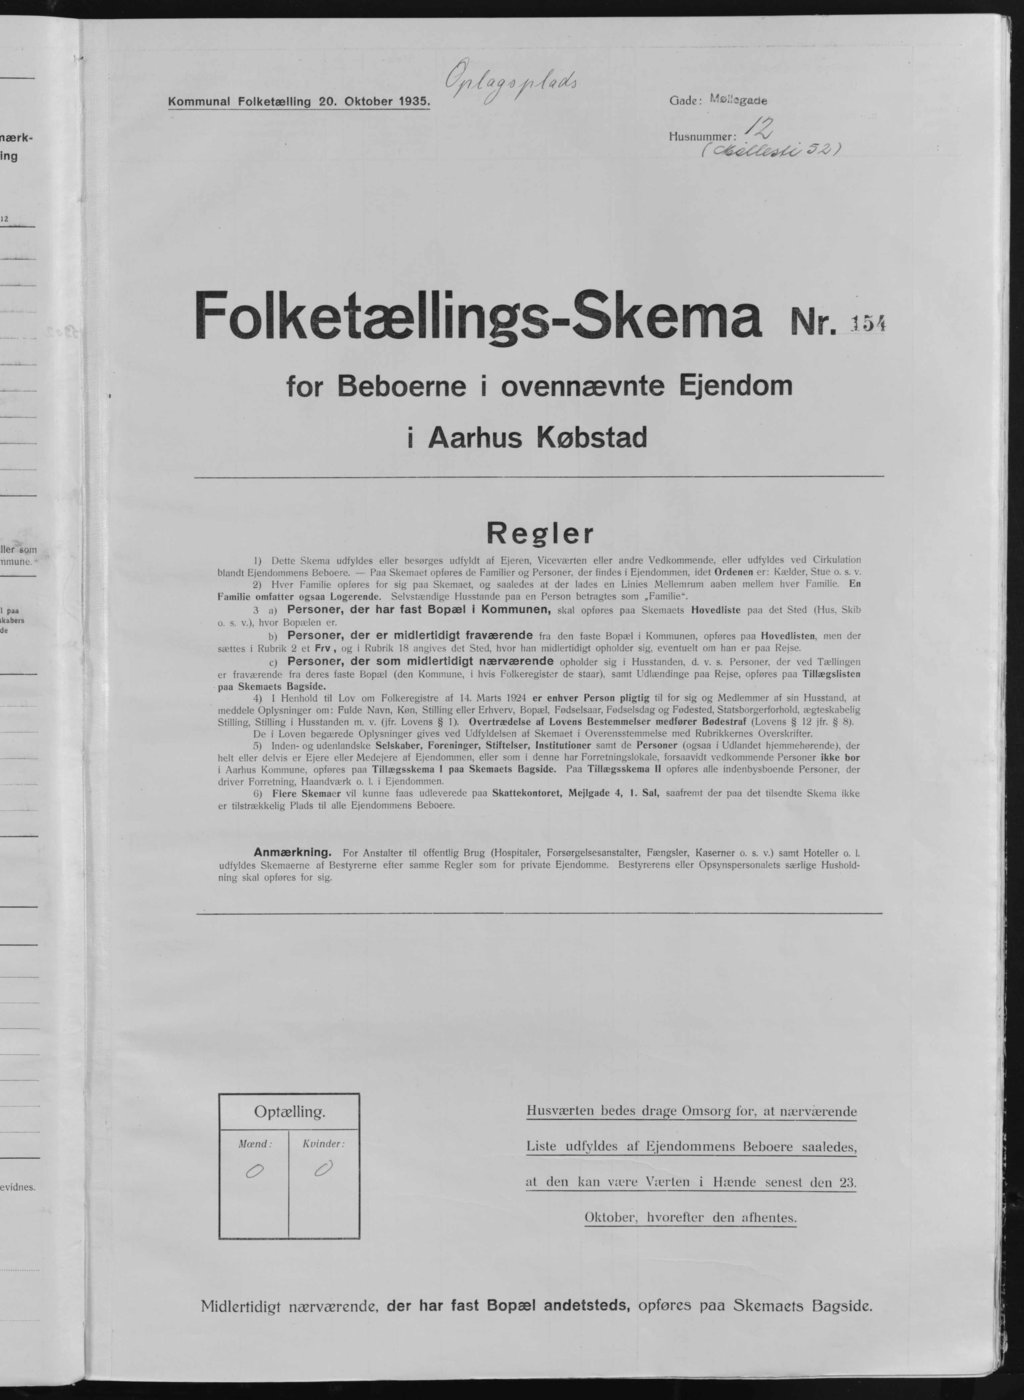 Oplagsplads
Kommunal Folketælling 20. Oktober 1935.
Gade: Møllegade
Husnummer: 12
(Møllesti 52)
nærk-
ing
12
ller som
mmune.
l paa
skabers
de
evidnes.
Folketællings-Skema Nr. 154
for Beboerne i ovennævnte Ejendom
i Aarhus Købstad
Regler
1) Dette Skema udfyldes eller besørges udfyldt af Ejeren, Viceværten eller andre Vedkommende, eller udfyldes ved Cirkulation
blandt Ejendommens Beboere. — Paa Skemaet opføres de Familier og Personer, der findes i Ejendommen, idet Ordenen er: Kælder, Stue o. s. v.
2) Hver Familie opføres for sig paa Skemaet, og saaledes at der lades en Linies Mellemrum aaben mellem hver Familie. En
Familie omfatter ogsaa Logerende. Selvstændige Husstande paa en Person betragtes som „Familie“.
3 a) Personer, der har fast Bopæl i Kommunen, skal opføres paa Skemaets Hovedliste paa det Sted (Hus, Skib
o. s. v.), hvor Bopælen er.
b) Personer, der er midlertidigt fraværende fra den faste Bopæl i Kommunen, opføres paa Hovedlisten, men der
sættes i Rubrik 2 et Frv., og i Rubrik 18 angives det Sted, hvor han midlertidigt opholder sig, eventuelt om han er paa Rejse.
c) Personer, der som midlertidigt nærværende opholder sig i Husstanden, d. v. s. Personer, der ved Tællingen
er fraværende fra deres faste Bopæl (den Kommune, i hvis Folkeregister de staar), samt Udlændinge paa Rejse, opføres paa Tillægslisten
paa Skemaets Bagside.
4) I Henhold til Lov om Folkeregistre af 14. Marts 1924 er enhver Person pligtig til for sig og Medlemmer af sin Husstand, at
meddele Oplysninger om: Fulde Navn, Køn, Stilling eller Erhverv, Bopæl, Fødselsaar, Fødselsdag og Fødested, Statsborgerforhold, ægteskabelig
Stilling, Stilling i Husstanden m. v. (jfr. Lovens § 1). Overtrædelse af Lovens Bestemmelser medfører Bødestraf (Lovens § 12 jfr. § 8).
De i Loven begærede Oplysninger gives ved Udfyldelsen af Skemaet i Overensstemmelse med Rubrikkernes Overskrifter.
5) Inden- og udenlandske Selskaber, Foreninger, Stiftelser, Institutioner samt de Personer (ogsaa i Udlandet hjemmehørende), der
helt eller delvis er Ejere eller Medejere af Ejendommen, eller som i denne har Forretningslokale, forsaavidt vedkommende Personer ikke bor
i Aarhus Kommune, opføres paa Tillægsskema I paa Skemaets Bagside. Paa Tillægsskema II opføres alle indenbysboende Personer, der
driver Forretning, Haandværk o. l. i Ejendommen.
6) Flere Skemaer vil kunne faas udleverede paa Skattekontoret, Mejlgade 4, 1. Sal, saafremt der paa det tilsendte Skema ikke
er tilstrækkelig Plads til alle Ejendommens Beboere.
Anmærkning. For Anstalter til offentlig Brug (Hospitaler, Forsørgelsesanstalter, Fængsler, Kaserner o. s. v.) samt Hoteller o. l.
udfyldes Skemaerne af Bestyrerne efter samme Regler som for private Ejendomme. Bestyrerens eller Opsynspersonalets særlige Hushold-
ning skal opføres for sig.
Optælling.
Mænd: Kvinder:
0 0
Husværten bedes drage Omsorg for, at nærværende
Liste udfyldes af Ejendommens Beboere saaledes,
at den kan være Værten i Hænde senest den 23.
Oktober, hvorefter den afhentes.
Midlertidigt nærværende, der har fast Bopæl andetsteds, opføres paa Skemaets Bagside.